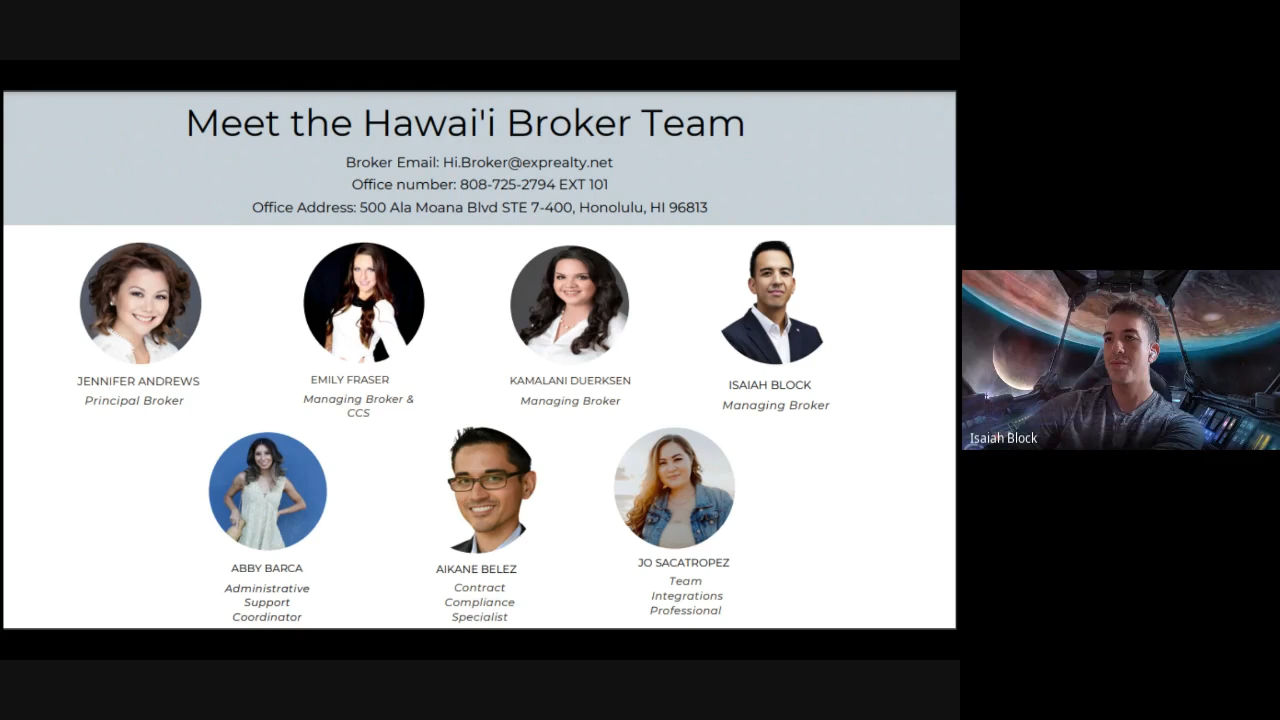 Meet the Hawai'i Broker Team
Broker Email: Hi.Broker@exprealty.net
Office number: 808-725-2794 EXT 101
Office Address: 500 Ala Moana Blvd STE 7-400, Honolulu, HI 96813
JENNIFER ANDREWS
Principal Broker
EMILY FRASER
Managing Broker &
CCS
KAMALANI DUERKSEN
Managing Broker
ISAIAH BLOCK
Managing Broker
ABBY BARCA
Administrative
Support
Coordinator
AIKANE BELEZ
Contract
Compliance
Specialist
JO SACATROPEZ
Team
Integrations
Professional
Isaiah Block